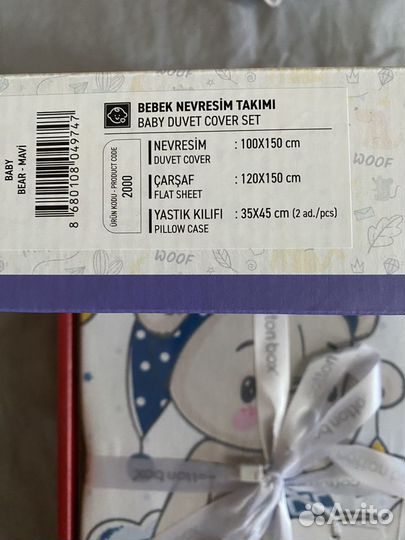 BEBEK NEVRESİM TAKIMI
BABY DUVET COVER SET
NEVRESİM : 100X150 cm
DUVET COVER
ÇARŞAF : 120X150 cm
FLAT SHEET
YASTIK KILIFI : 35X45 cm (2 ad./pcs)
PILLOW CASE
ÜRÜN KODU - PRODUCT CODE
2000
BABY
BEAR - MAVİ
8 680108 049747
WOOF
WOOF
WOOF
cotton box
Avito